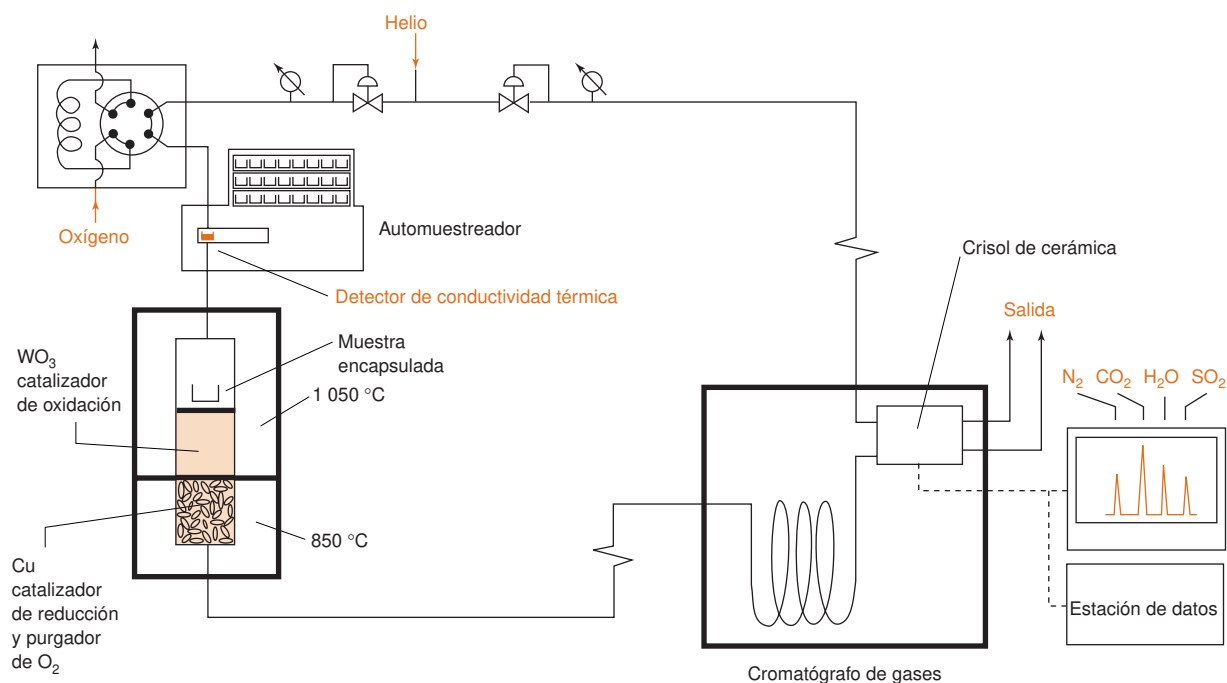 Helio
Oxígeno
Automuestreador
Crisol de cerámica
Detector de conductividad térmica
Salida
Muestra
encapsulada
WO3
catalizador
de oxidación
1 050 °C
N2 CO2 H2O SO2
850 °C
Cu
catalizador
de reducción
y purgador
de O2
Estación de datos
Cromatógrafo de gases